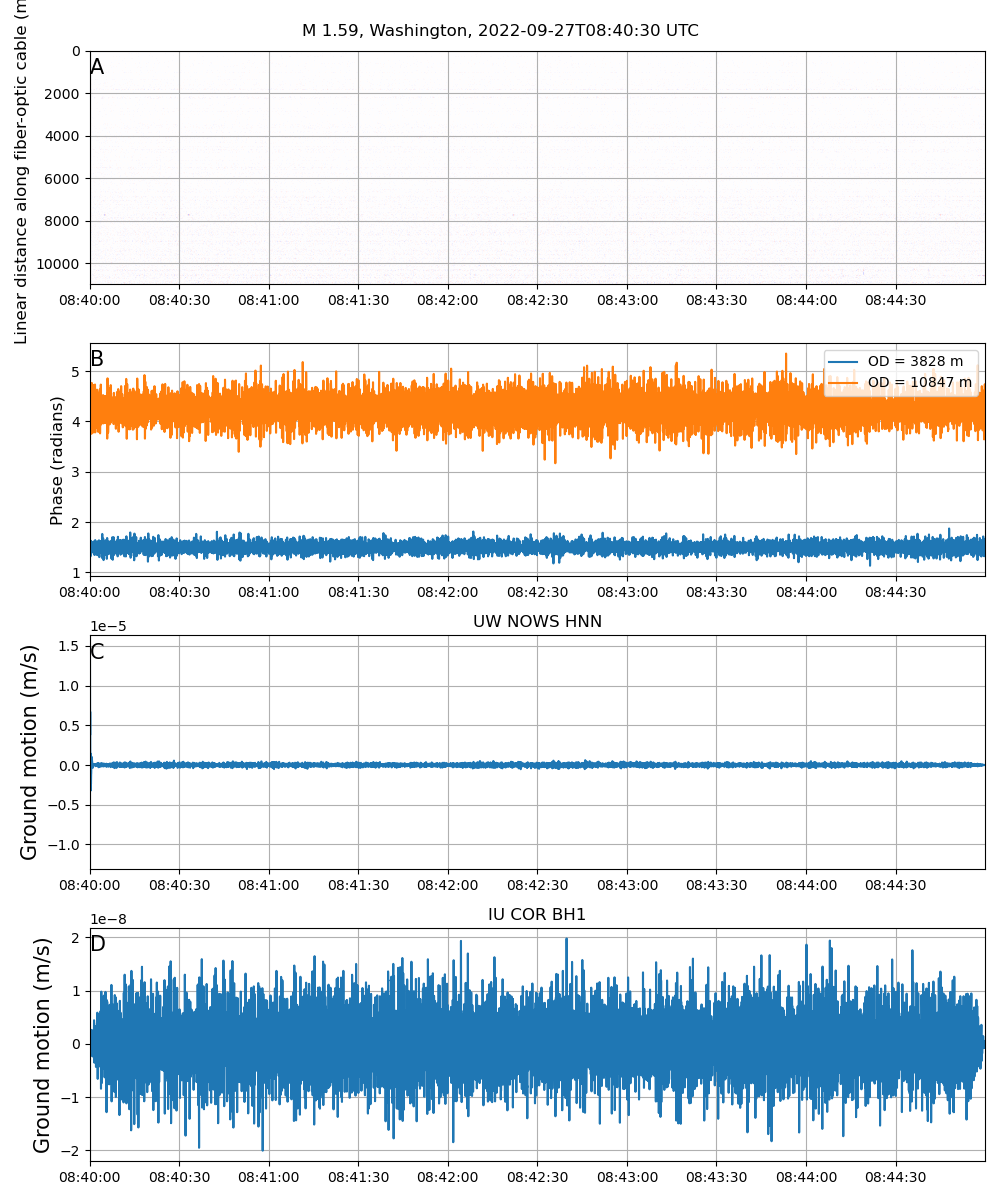 M 1.59, Washington, 2022-09-27T08:40:30 UTC
Linear distance along fiber-optic cable (m
A
0
2000
4000
6000
8000
10000
08:40:00 08:40:30 08:41:00 08:41:30 08:42:00 08:42:30 08:43:00 08:43:30 08:44:00 08:44:30
B
Phase (radians)
5
4
3
2
1
OD = 3828 m
OD = 10847 m
08:40:00 08:40:30 08:41:00 08:41:30 08:42:00 08:42:30 08:43:00 08:43:30 08:44:00 08:44:30
UW NOWS HNN
1e−5
C
Ground motion (m/s)
1.5
1.0
0.5
0.0
−0.5
−1.0
08:40:00 08:40:30 08:41:00 08:41:30 08:42:00 08:42:30 08:43:00 08:43:30 08:44:00 08:44:30
IU COR BH1
1e−8
D
Ground motion (m/s)
2
1
0
−1
−2
08:40:00 08:40:30 08:41:00 08:41:30 08:42:00 08:42:30 08:43:00 08:43:30 08:44:00 08:44:30